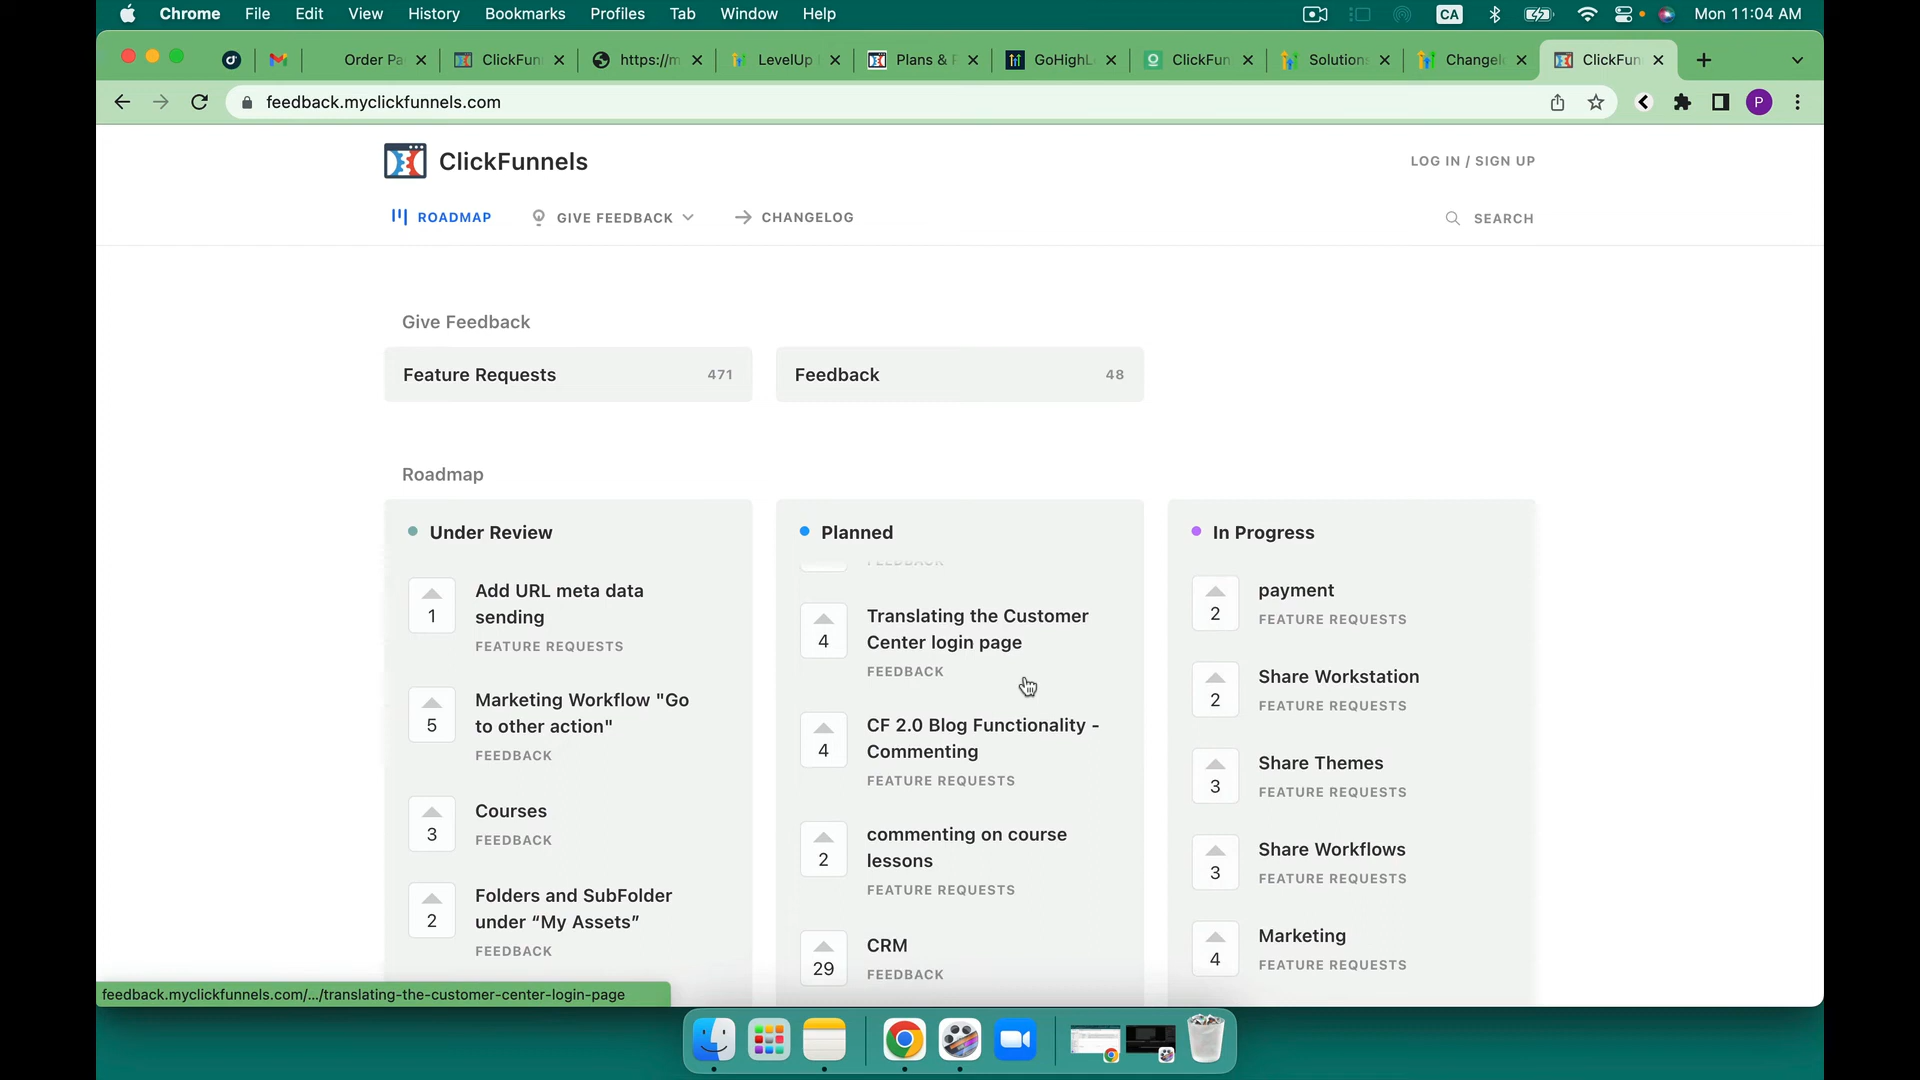 Chrome File Edit View History Bookmarks Profiles Tab Window Help CA Mon 11:04 AM
Order Pa ClickFun https://m LevelUp Plans & P GoHighL ClickFun Solutions Changel ClickFun
feedback.myclickfunnels.com P
ClickFunnels LOG IN / SIGN UP
ROADMAP GIVE FEEDBACK CHANGELOG SEARCH
Give Feedback
Feature Requests 471 Feedback 48
Roadmap
Under Review
1 Add URL meta data
sending
FEATURE REQUESTS
5 Marketing Workflow "Go
to other action"
FEEDBACK
3 Courses
FEEDBACK
2 Folders and SubFolder
under “My Assets”
FEEDBACK
Planned
FEEDBACK
4 Translating the Customer
Center login page
FEEDBACK
4 CF 2.0 Blog Functionality -
Commenting
FEATURE REQUESTS
2 commenting on course
lessons
FEATURE REQUESTS
29 CRM
FEEDBACK
In Progress
2 payment
FEATURE REQUESTS
2 Share Workstation
FEATURE REQUESTS
3 Share Themes
FEATURE REQUESTS
3 Share Workflows
FEATURE REQUESTS
4 Marketing
FEATURE REQUESTS
feedback.myclickfunnels.com/.../translating-the-customer-center-login-page